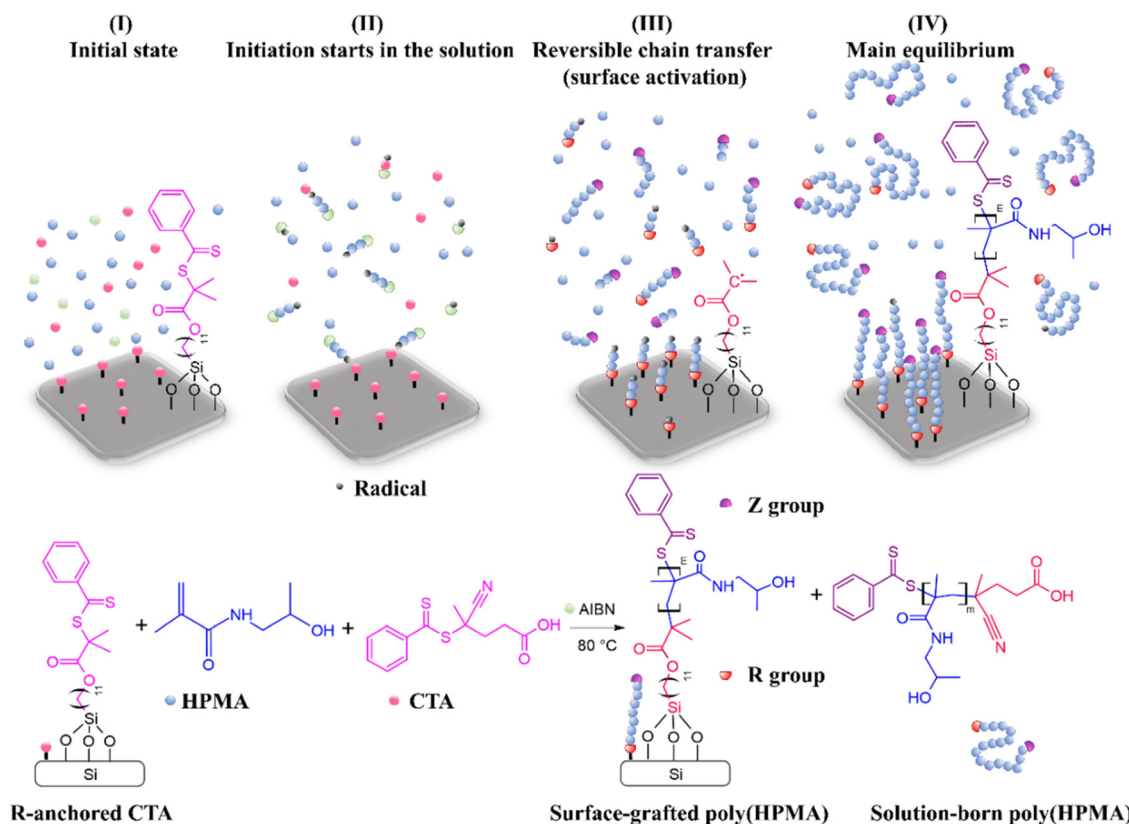 (I)
Initial state
(II)
Initiation starts in the solution
(III)
Reversible chain transfer
(surface activation)
(IV)
Main equilibrium
S
S
O
O
11
Si
O
O
O
C
O
O
11
Si
O
O
O
S
S
E
O
NH
OH
O
O
11
Si
O
O
O
Radical
S
S
O
O
11
Si
O
O
O
Si
R-anchored CTA
+
NH
O
OH
HPMA
+
S
S
N
O
OH
CTA
AIBN
80 °C
S
S
E
O
NH
OH
O
O
11
Si
O
O
O
Si
Z group
R group
Surface-grafted poly(HPMA)
+
S
S
m
O
NH
HO
N
O
OH
Solution-born poly(HPMA)